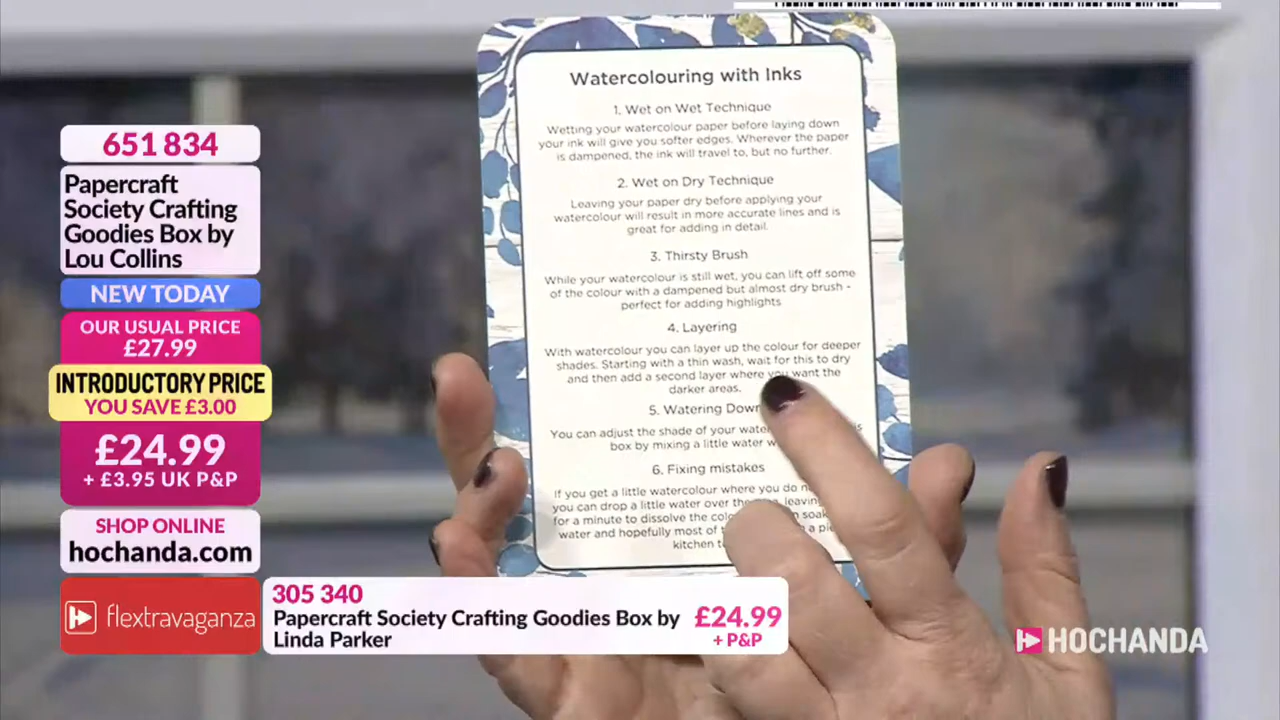 651 834
Papercraft
Society Crafting
Goodies Box by
Lou Collins
NEW TODAY
OUR USUAL PRICE
£27.99
INTRODUCTORY PRICE
YOU SAVE £3.00
£24.99
+ £3.95 UK P&P
SHOP ONLINE
hochanda.com
flextravaganza
305 340
Papercraft Society Crafting Goodies Box by
Linda Parker
£24.99
+ P&P
HOCHANDA
Watercolouring with Inks
1. Wet on Wet Technique
Wetting your watercolour paper before laying down
your ink will give you softer edges. Wherever the paper
is dampened, the ink will travel to, but no further.
2. Wet on Dry Technique
Leaving your paper dry before applying your
watercolour will result in more accurate lines and is
great for adding in detail.
3. Thirsty Brush
While your watercolour is still wet, you can lift off some
of the colour with a dampened but almost dry brush -
perfect for adding highlights
4. Layering
With watercolour you can layer up the colour for deeper
shades. Starting with a thin wash, wait for this to dry
and then add a second layer where you want the
darker areas.
5. Watering Down
You can adjust the shade of your
box by mixing a little water
6. Fixing mistakes
If you get a little watercolour where you do
you can drop a little water over the
for a minute to dissolve the
water and hopefully most of
kitchen